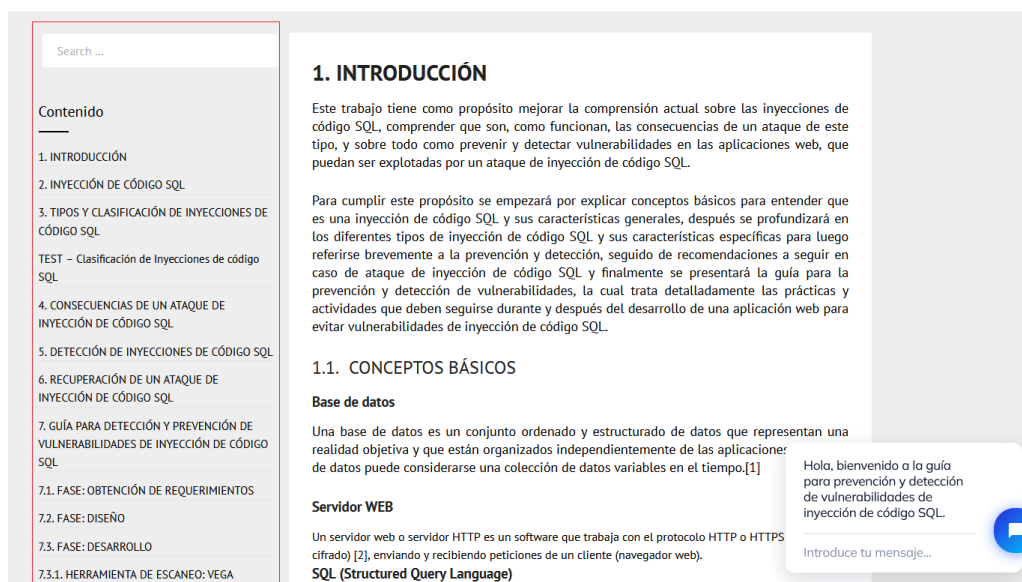 Search ...
Contenido
1. INTRODUCCIÓN
2. INYECCIÓN DE CÓDIGO SQL
3. TIPOS Y CLASIFICACIÓN DE INYECCIONES DE
CÓDIGO SQL
TEST – Clasificación de Inyecciones de código
SQL
4. CONSECUENCIAS DE UN ATAQUE DE
INYECCIÓN DE CÓDIGO SQL
5. DETECCIÓN DE INYECCIONES DE CÓDIGO SQL
6. RECUPERACIÓN DE UN ATAQUE DE
INYECCIÓN DE CÓDIGO SQL
7. GUÍA PARA DETECCIÓN Y PREVENCIÓN DE
VULNERABILIDADES DE INYECCIÓN DE CÓDIGO
SQL
7.1. FASE: OBTENCIÓN DE REQUERIMIENTOS
7.2. FASE: DISEÑO
7.3. FASE: DESARROLLO
7.3.1. HERRAMIENTA DE ESCANEO: VEGA
1. INTRODUCCIÓN
Este trabajo tiene como propósito mejorar la comprensión actual sobre las inyecciones de
código SQL, comprender que son, como funcionan, las consecuencias de un ataque de este
tipo, y sobre todo como prevenir y detectar vulnerabilidades en las aplicaciones web, que
puedan ser explotadas por un ataque de inyección de código SQL.
Para cumplir este propósito se empezará por explicar conceptos básicos para entender que
es una inyección de código SQL y sus características generales, después se profundizará en
los diferentes tipos de inyección de código SQL y sus características específicas para luego
referirse brevemente a la prevención y detección, seguido de recomendaciones a seguir en
caso de ataque de inyección de código SQL y finalmente se presentará la guía para la
prevención y detección de vulnerabilidades, la cual trata detalladamente las prácticas y
actividades que deben seguirse durante y después del desarrollo de una aplicación web para
evitar vulnerabilidades de inyección de código SQL.
1.1. CONCEPTOS BÁSICOS
Base de datos
Una base de datos es un conjunto ordenado y estructurado de datos que representan una
realidad objetiva y que están organizados independientemente de las aplicaciones
de datos puede considerarse una colección de datos variables en el tiempo.[1]
Servidor WEB
Un servidor web o servidor HTTP es un software que trabaja con el protocolo HTTP o HTTPS
cifrado) [2], enviando y recibiendo peticiones de un cliente (navegador web).
SQL (Structured Query Language)
Hola, bienvenido a la guía
para prevención y detección
de vulnerabilidades de
inyección de código SQL.
Introduce tu mensaje...